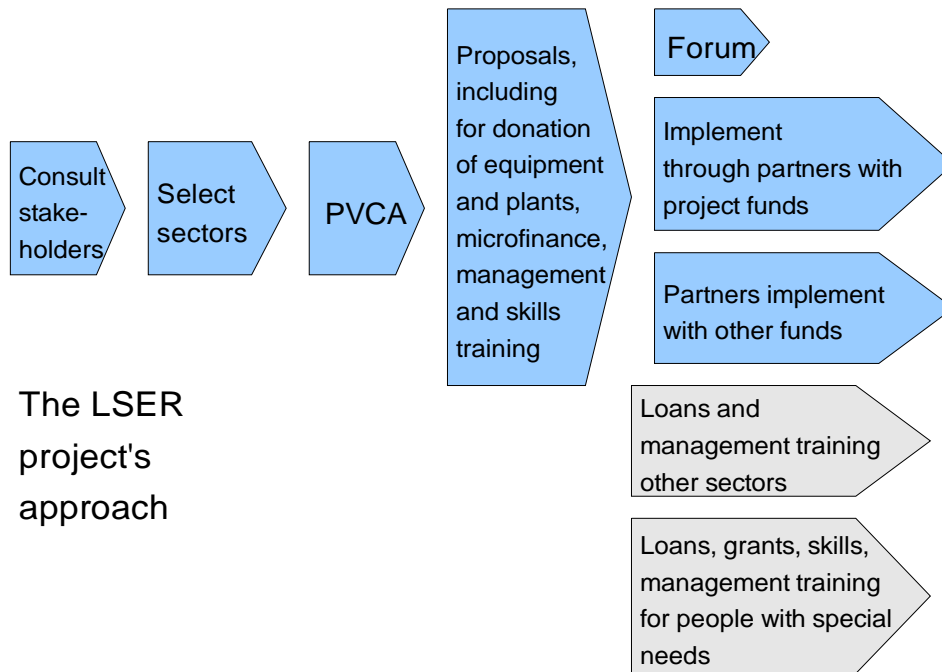 Consult
stake-
holders
Select
sectors
PVCA
Proposals,
including
for donation
of equipment
and plants,
microfinance,
management
and skills
training
Forum
Implement
through partners with
project funds
Partners implement
with other funds
Loans and
management training
other sectors
Loans, grants, skills,
management training
for people with special
needs
The LSER
project's
approach